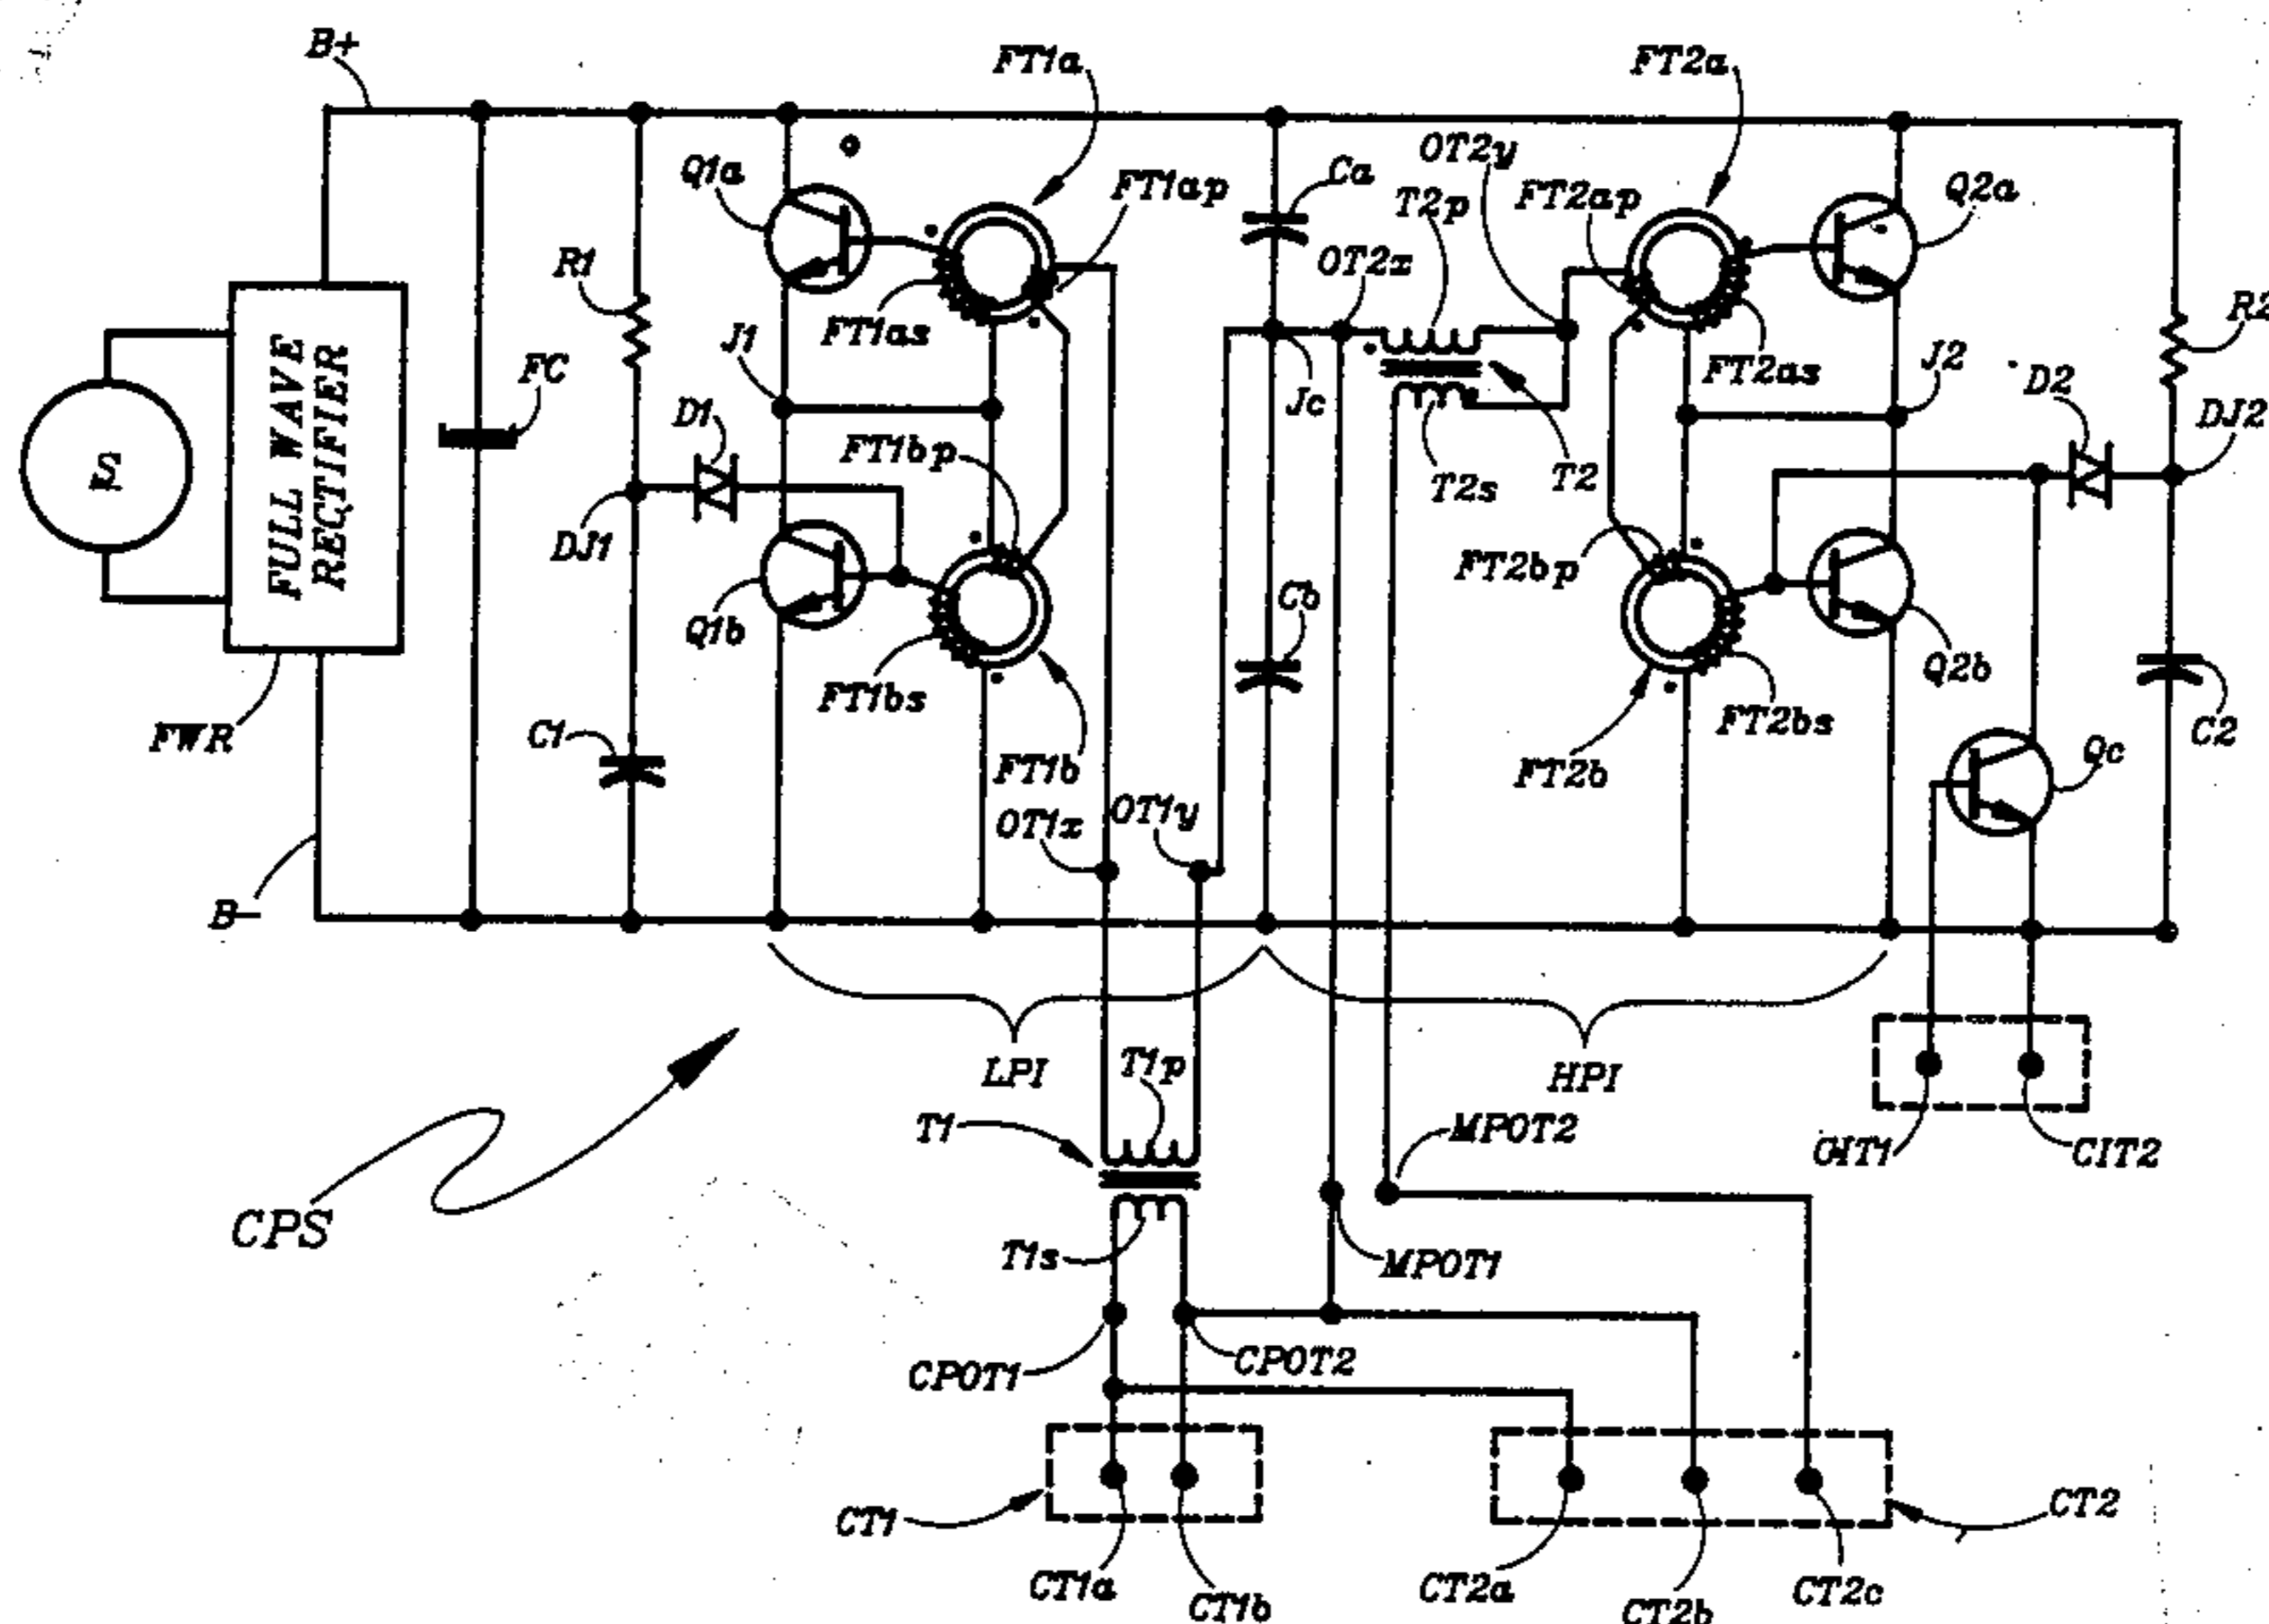 B+
FT1a
FT2a
Q1a
FT1ap
Ca
OT2y
T2p
FT2ap
Q2a
R1
OT2x
FT1as
J1
FULL WAVE
RECTIFIER
S
FC
D1
FT1bp
Jc
FT2as
J2
D2
R2
DJ2
T2s
T2
DJ1
Q1b
FT1bs
Cb
FT2bp
Q2b
FT2bs
FWR
C1
FT1b
FT2b
Qc
C2
OT1x
OT1y
B-
LPI
HPI
T1p
T1
MPOT2
CIT1
CIT2
CPS
T1s
MPOT1
CPOT1
CPOT2
CT1
CT2
CT1a
CT1b
CT2a
CT2b
CT2c